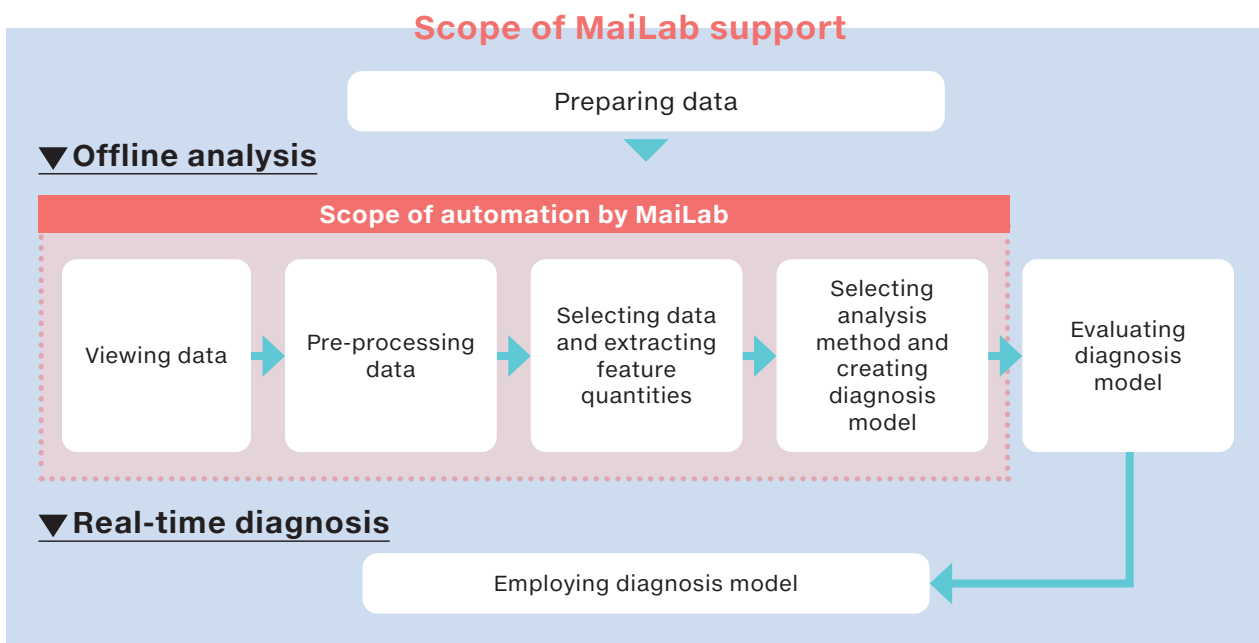 Scope of MaiLab support
Preparing data
▼Offline analysis
Scope of automation by MaiLab
Viewing data
Pre-processing
data
Selecting data
and extracting
feature
quantities
Selecting
analysis
method and
creating
diagnosis
model
Evaluating
diagnosis
model
▼Real-time diagnosis
Employing diagnosis model